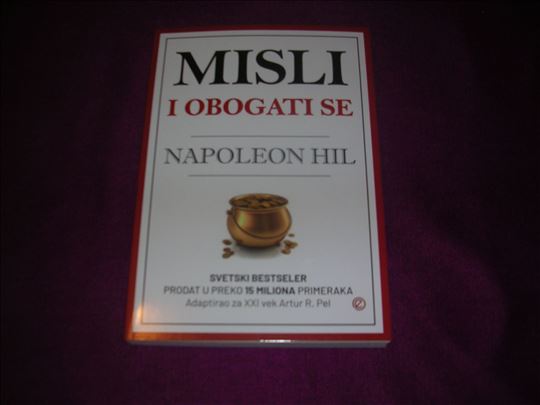 MISLI
I OBOGATI SE
NAPOLEON HIL
SVETSKI BESTSELER
PRODAT U PREKO 15 MILIONA PRIMERAKA
Adaptirao za XXI vek Artur R. Pel